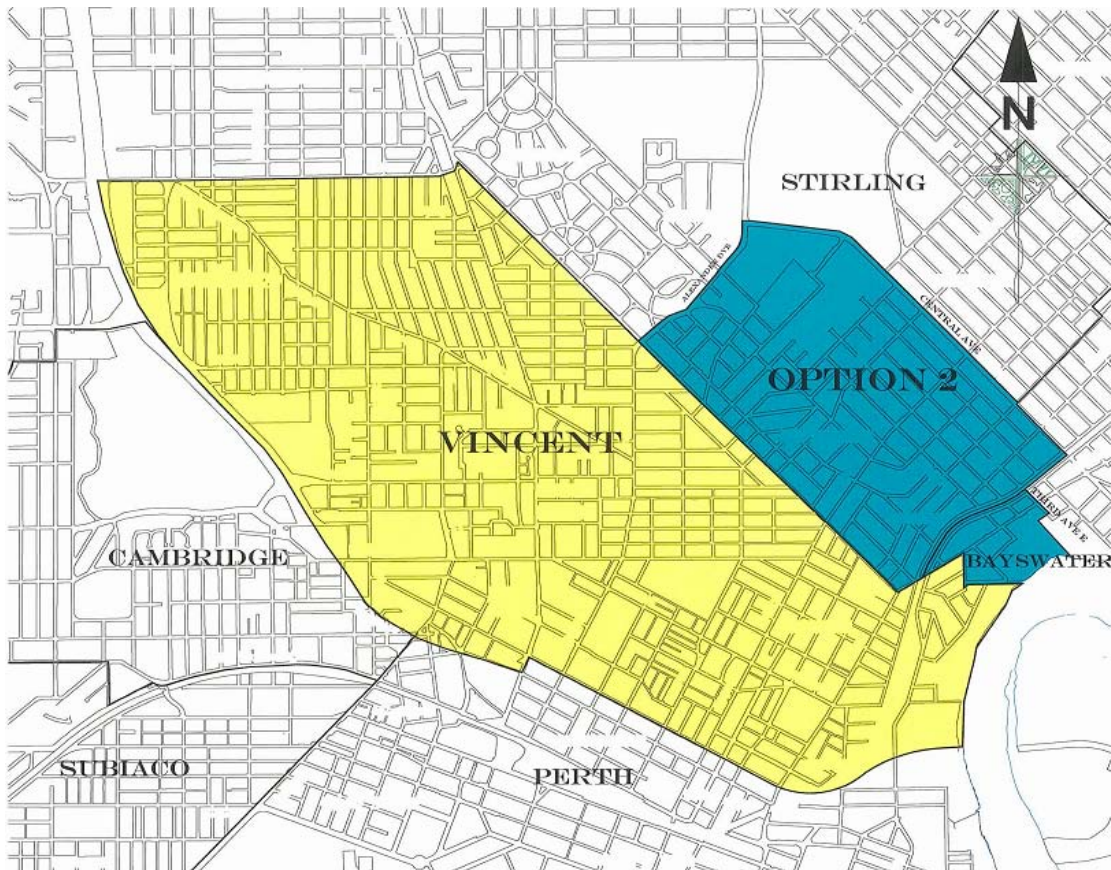 N
STIRLING
ALEXANDER DVE
CENTRAL AVE
OPTION 2
VINCENT
THIRD AVE E
CAMBRIDGE
BAYSWATER
SUBIACO
PERTH